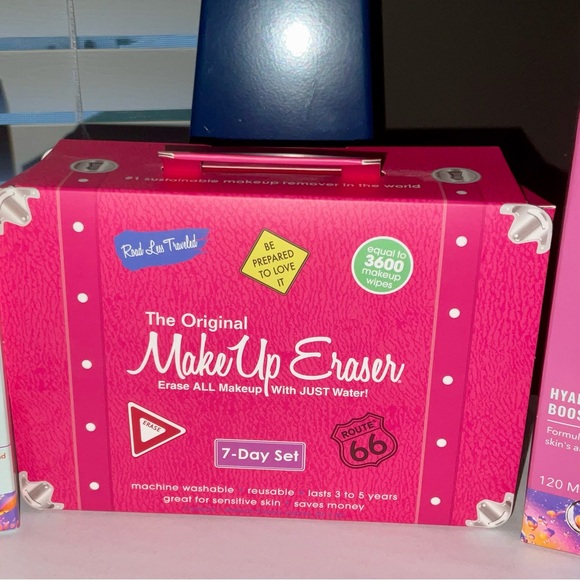 #1 sustainable makeup remover in the world
Road Less Traveled
BE
PREPARED
TO LOVE
IT
equal to
3600
makeup
wipes
The Original
MakeUp Eraser
Erase ALL Makeup With JUST Water!
ERASE
7-Day Set
ROUTE
66
machine washable reusable lasts 3 to 5 years
great for sensitive skin saves money
BOOS
Formul
skin's a
120 M